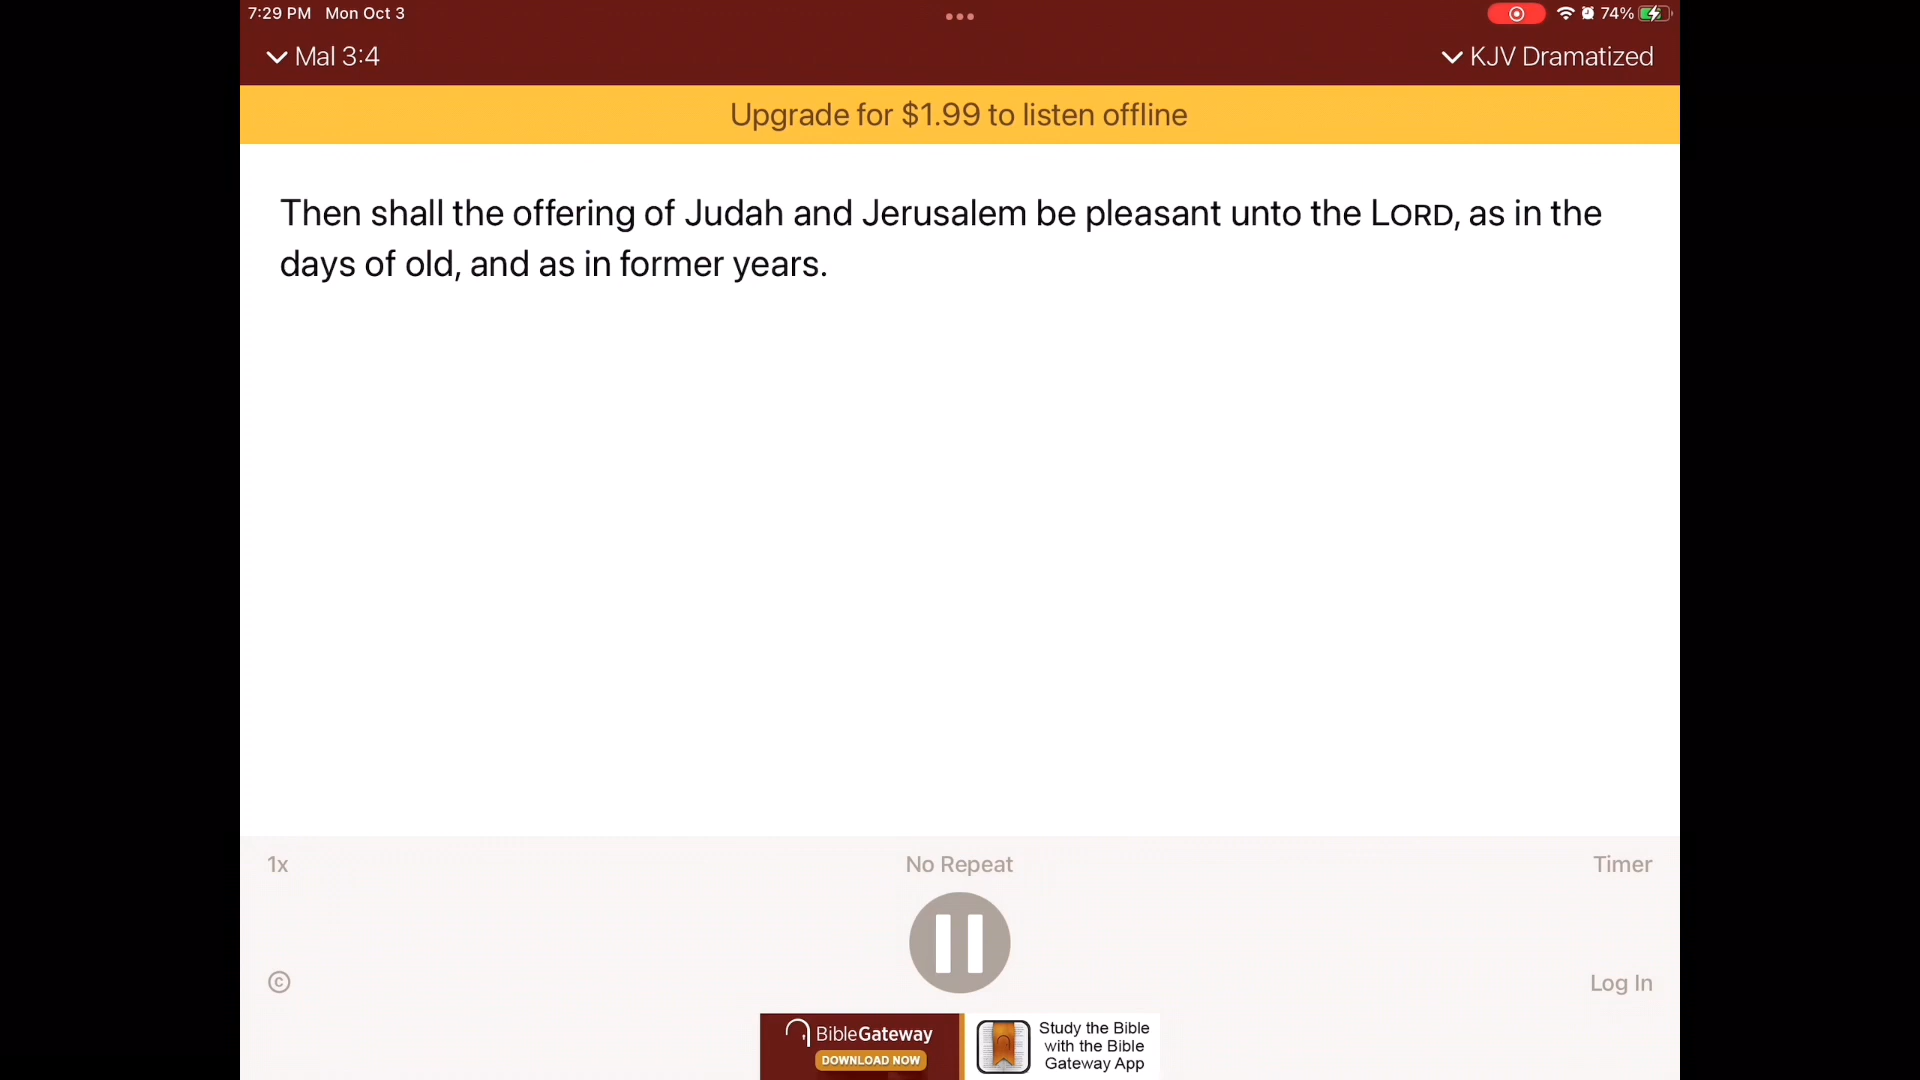 7:29 PM Mon Oct 3
74%
Mal 3:4
KJV Dramatized
Upgrade for $1.99 to listen offline
Then shall the offering of Judah and Jerusalem be pleasant unto the LORD, as in the
days of old, and as in former years.
1x
No Repeat
Timer
©
Log In
BibleGateway
DOWNLOAD NOW
Study the Bible
with the Bible
Gateway App